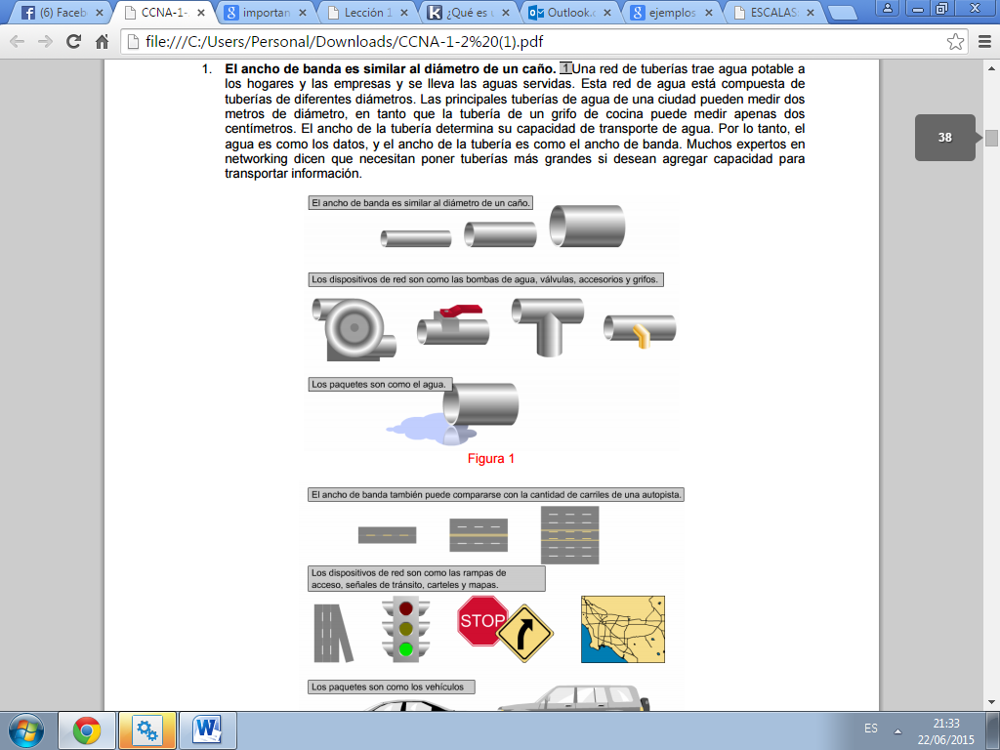 (6) Faceb
CCNA-1-
importan
Lección 1
¿Qué es u
Outlook.c
ejemplos
ESCALAS
file:///C:/Users/Personal/Downloads/CCNA-1-2%20(1).pdf
1. El ancho de banda es similar al diámetro de un caño. 1 Una red de tuberías trae agua potable a
los hogares y las empresas y se lleva las aguas servidas. Esta red de agua está compuesta de
tuberías de diferentes diámetros. Las principales tuberías de agua de una ciudad pueden medir dos
metros de diámetro, en tanto que la tubería de un grifo de cocina puede medir apenas dos
centímetros. El ancho de la tubería determina su capacidad de transporte de agua. Por lo tanto, el
agua es como los datos, y el ancho de la tubería es como el ancho de banda. Muchos expertos en
networking dicen que necesitan poner tuberías más grandes si desean agregar capacidad para
transportar información.
38
El ancho de banda es similar al diámetro de un caño.
Los dispositivos de red son como las bombas de agua, válvulas, accesorios y grifos.
Los paquetes son como el agua.
Figura 1
El ancho de banda también puede compararse con la cantidad de carriles de una autopista.
Los dispositivos de red son como las rampas de
acceso, señales de tránsito, carteles y mapas.
STOP
Los paquetes son como los vehículos
ES
21:33
22/06/2015